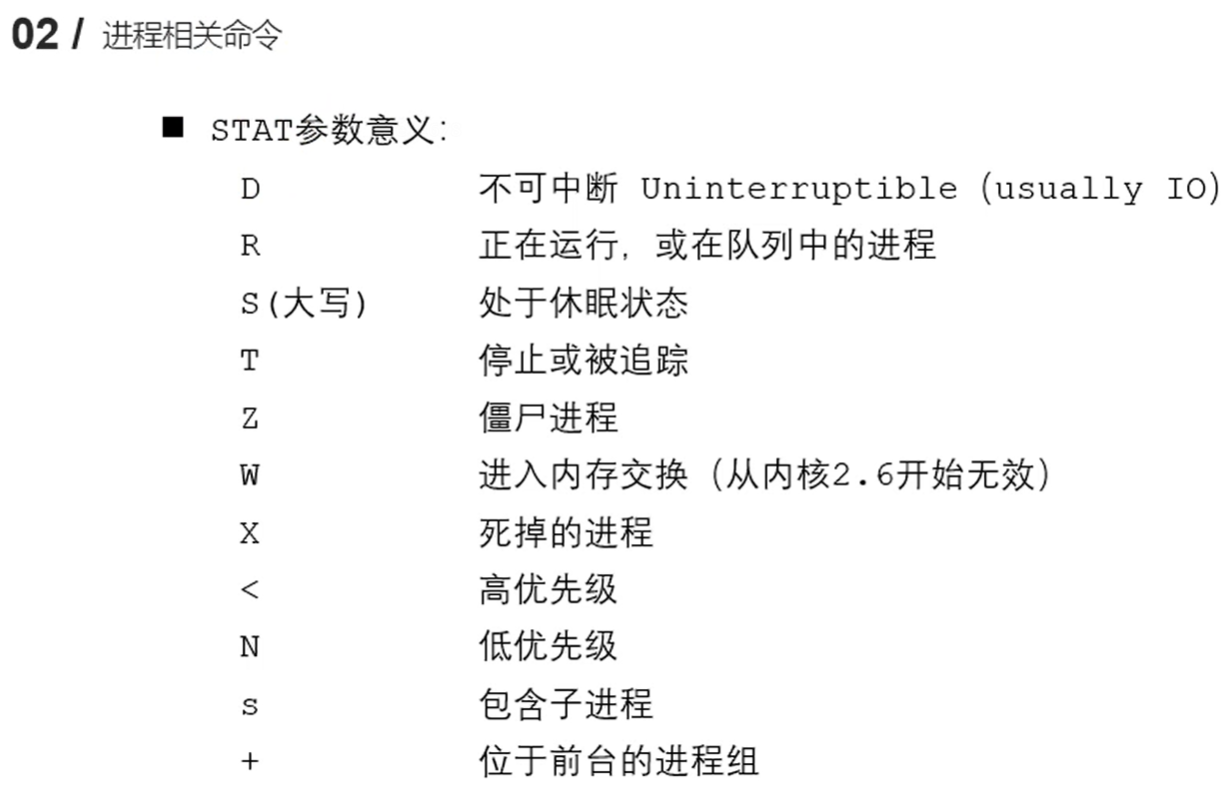 02 / 进程相关命令
■ STAT参数意义：
D 不可中断 Uninterruptible（usually IO）
R 正在运行，或在队列中的进程
S(大写) 处于休眠状态
T 停止或被追踪
Z 僵尸进程
W 进入内存交换（从内核2.6开始无效）
X 死掉的进程
< 高优先级
N 低优先级
s 包含子进程
+ 位于前台的进程组